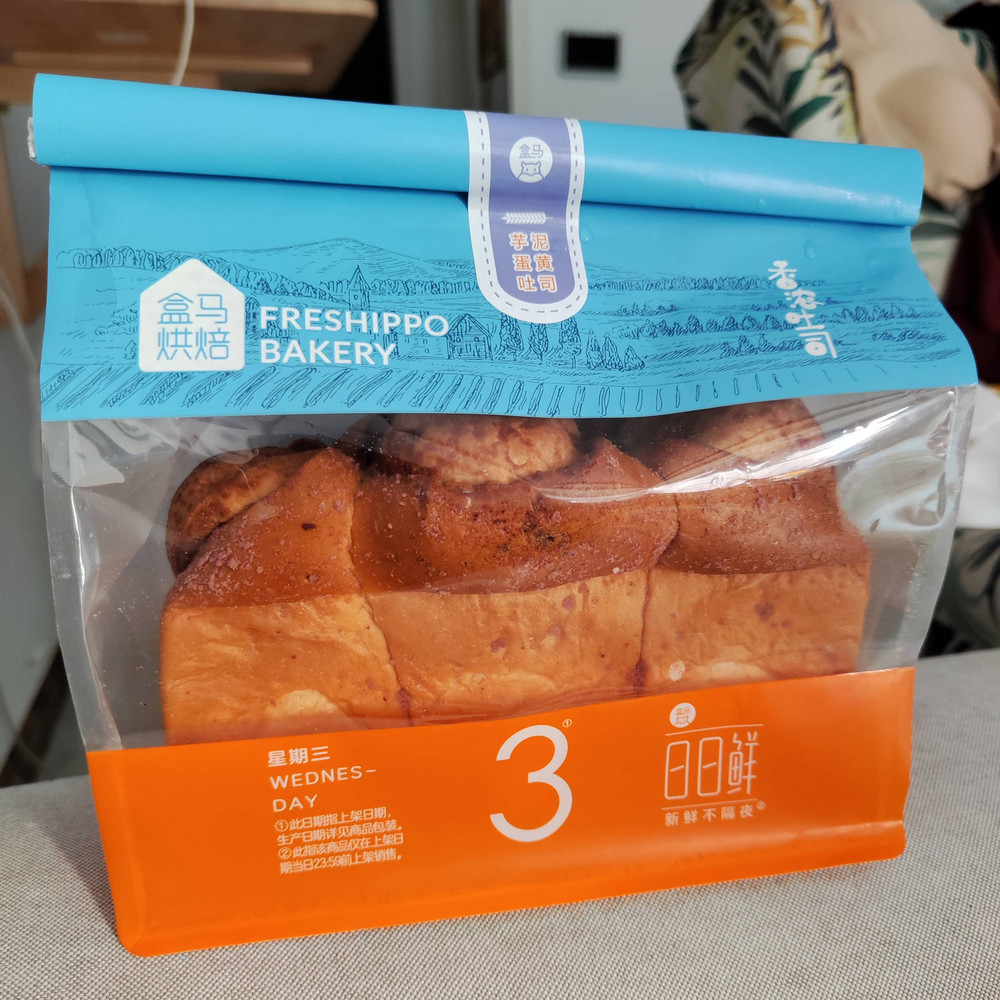 盒马
芋泥
蛋黄
吐司
盒马
烘焙
FRESHIPPO
BAKERY
香浓吐司
星期三
WEDNES-
DAY
①此日期指上架日期，
生产日期详见商品包装。
②此指该商品仅在上架日
期当日23:59前上架销售。
3①
盒马
日日鲜
新鲜不隔夜②